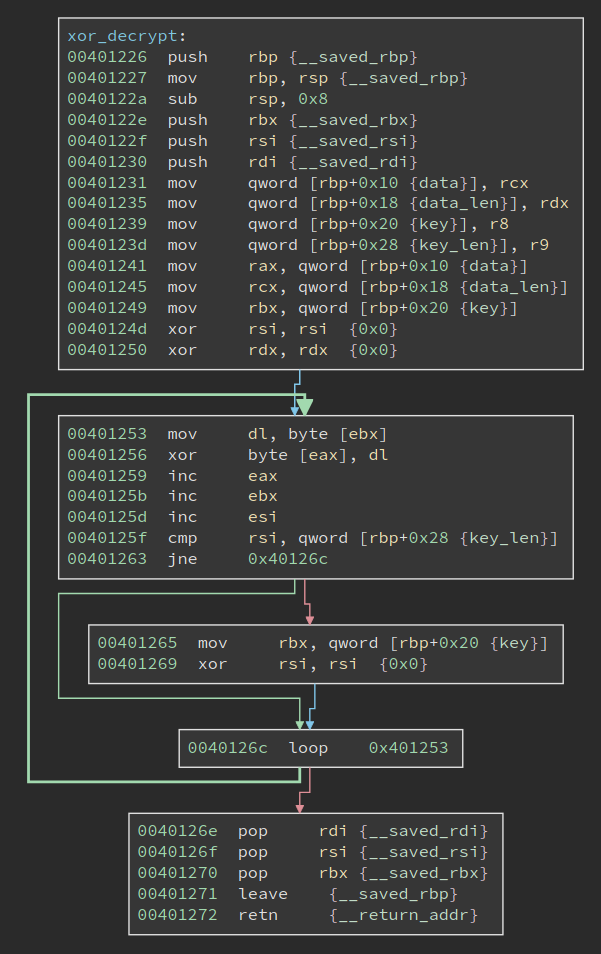 xor_decrypt:
00401226 push rbp {__saved_rbp}
00401227 mov rbp, rsp {__saved_rbp}
0040122a sub rsp, 0x8
0040122e push rbx {__saved_rbx}
0040122f push rsi {__saved_rsi}
00401230 push rdi {__saved_rdi}
00401231 mov qword [rbp+0x10 {data}], rcx
00401235 mov qword [rbp+0x18 {data_len}], rdx
00401239 mov qword [rbp+0x20 {key}], r8
0040123d mov qword [rbp+0x28 {key_len}], r9
00401241 mov rax, qword [rbp+0x10 {data}]
00401245 mov rcx, qword [rbp+0x18 {data_len}]
00401249 mov rbx, qword [rbp+0x20 {key}]
0040124d xor rsi, rsi {0x0}
00401250 xor rdx, rdx {0x0}
00401253 mov dl, byte [ebx]
00401256 xor byte [eax], dl
00401259 inc eax
0040125b inc ebx
0040125d inc esi
0040125f cmp rsi, qword [rbp+0x28 {key_len}]
00401263 jne 0x40126c
00401265 mov rbx, qword [rbp+0x20 {key}]
00401269 xor rsi, rsi {0x0}
0040126c loop 0x401253
0040126e pop rdi {__saved_rdi}
0040126f pop rsi {__saved_rsi}
00401270 pop rbx {__saved_rbx}
00401271 leave {__saved_rbp}
00401272 retn {__return_addr}